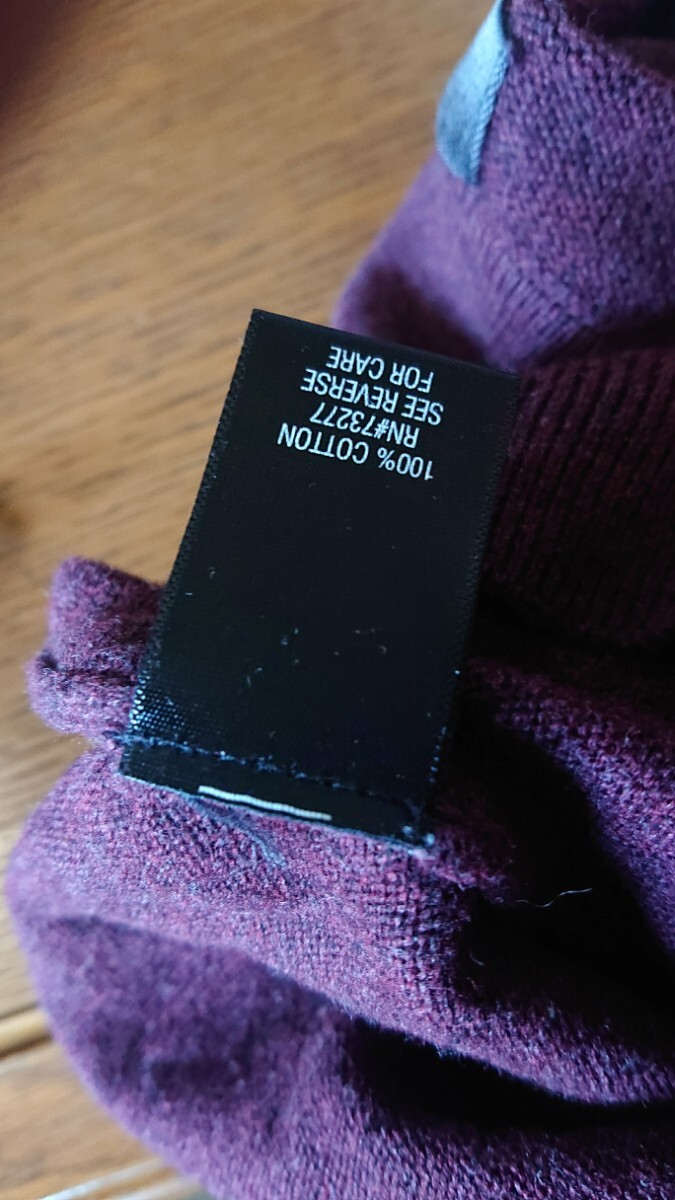 100% COTTON
RN#73277
SEE REVERSE
FOR CARE